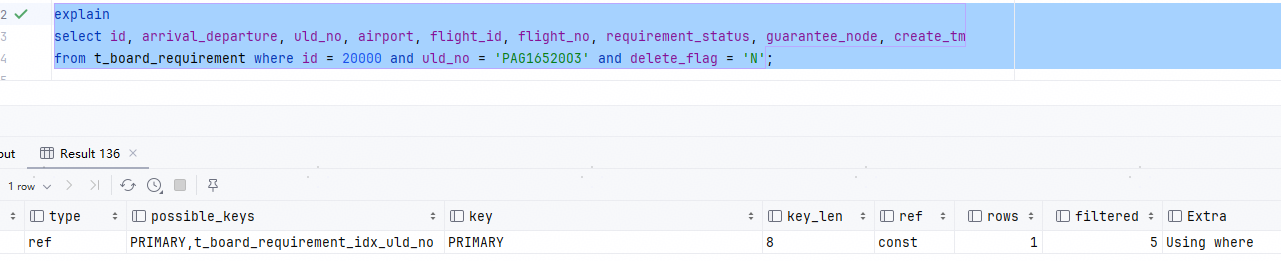 2 explain
3 select id, arrival_departure, uld_no, airport, flight_id, flight_no, requirement_status, guarantee_node, create_tm
4 from t_board_requirement where id = 20000 and uld_no = 'PAG1652003' and delete_flag = 'N';
out Result 136
1 row
type possible_keys key key_len ref rows filtered Extra
ref PRIMARY,t_board_requirement_idx_uld_no PRIMARY 8 const 1 5 Using where